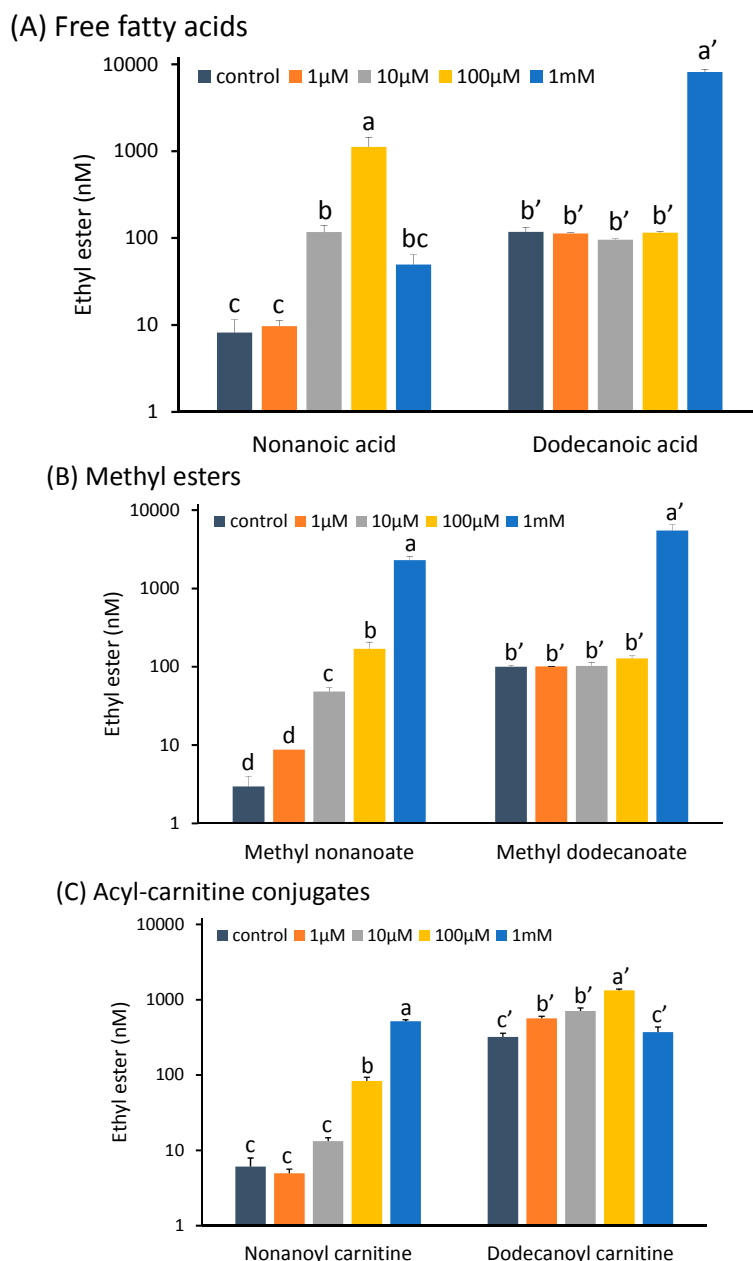 (A) Free fatty acids
control 1µM 10µM 100µM 1mM
Ethyl ester (nM)
10000
1000
100
10
1
c c b a bc b’ b’ b’ b’ a’
Nonanoic acid Dodecanoic acid
(B) Methyl esters
control 1µM 10µM 100µM 1mM
Ethyl ester (nM)
10000
1000
100
10
1
d d c b a b’ b’ b’ b’ a’
Methyl nonanoate Methyl dodecanoate
(C) Acyl-carnitine conjugates
control 1µM 10µM 100µM 1mM
Ethyl ester (nM)
10000
1000
100
10
1
c c c b a c’ b’ b’ a’ c’
Nonanoyl carnitine Dodecanoyl carnitine